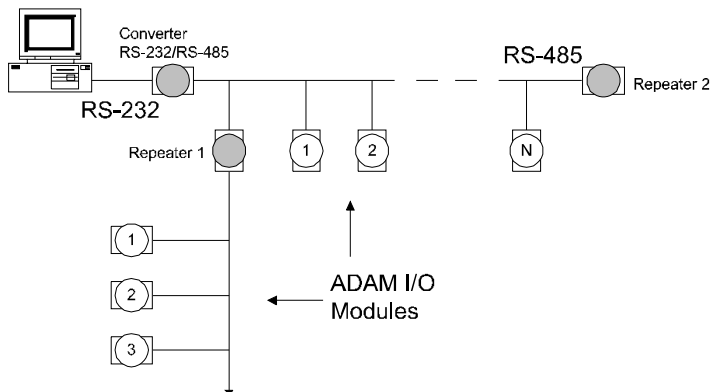 Converter
RS-232/RS-485
RS-485
Repeater 2
RS-232
Repeater 1
1
2
N
1
2
3
ADAM I/O
Modules